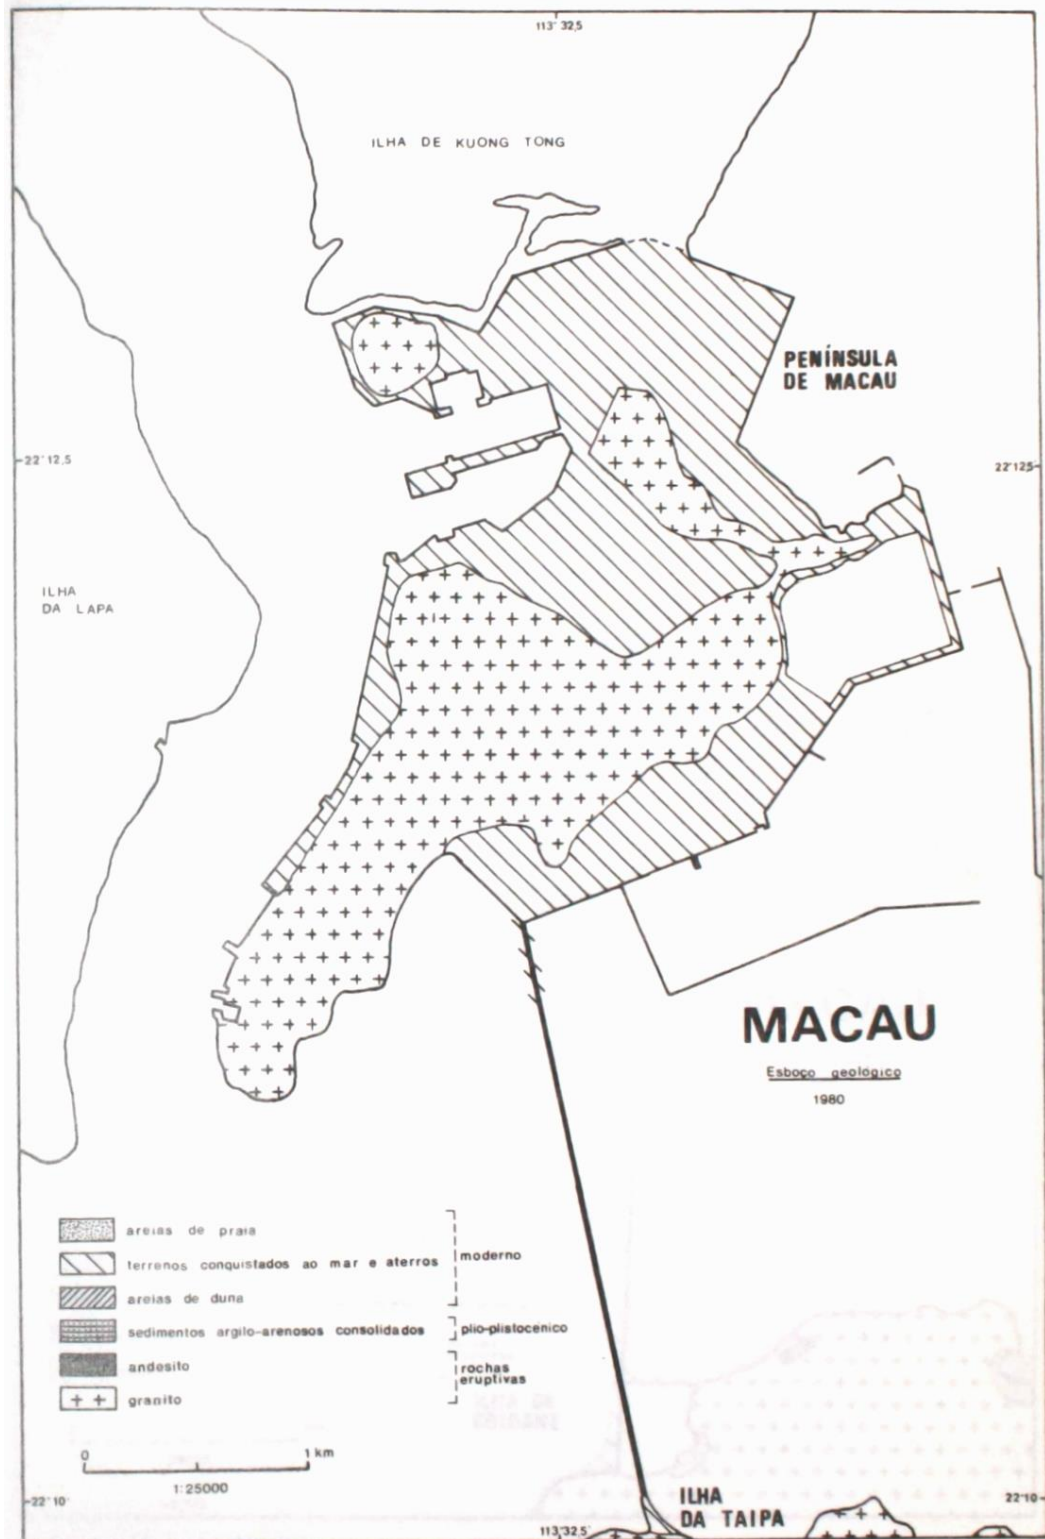 113° 32,5
ILHA DE KUONG TONG
PENÍNSULA
DE MACAU
22° 12,5
22° 12,5
ILHA
DA LAPA
MACAU
Esboço geológico
1980
areias de praia
terrenos conquistados ao mar e aterros
areias de duna
moderno
sedimentos argilo-arenosos consolidados
plio-plistocénico
andesito
granito
rochas
eruptivas
0
1 km
1:25000
22° 10
ILHA
DA TAIPA
22° 10
113° 32,5